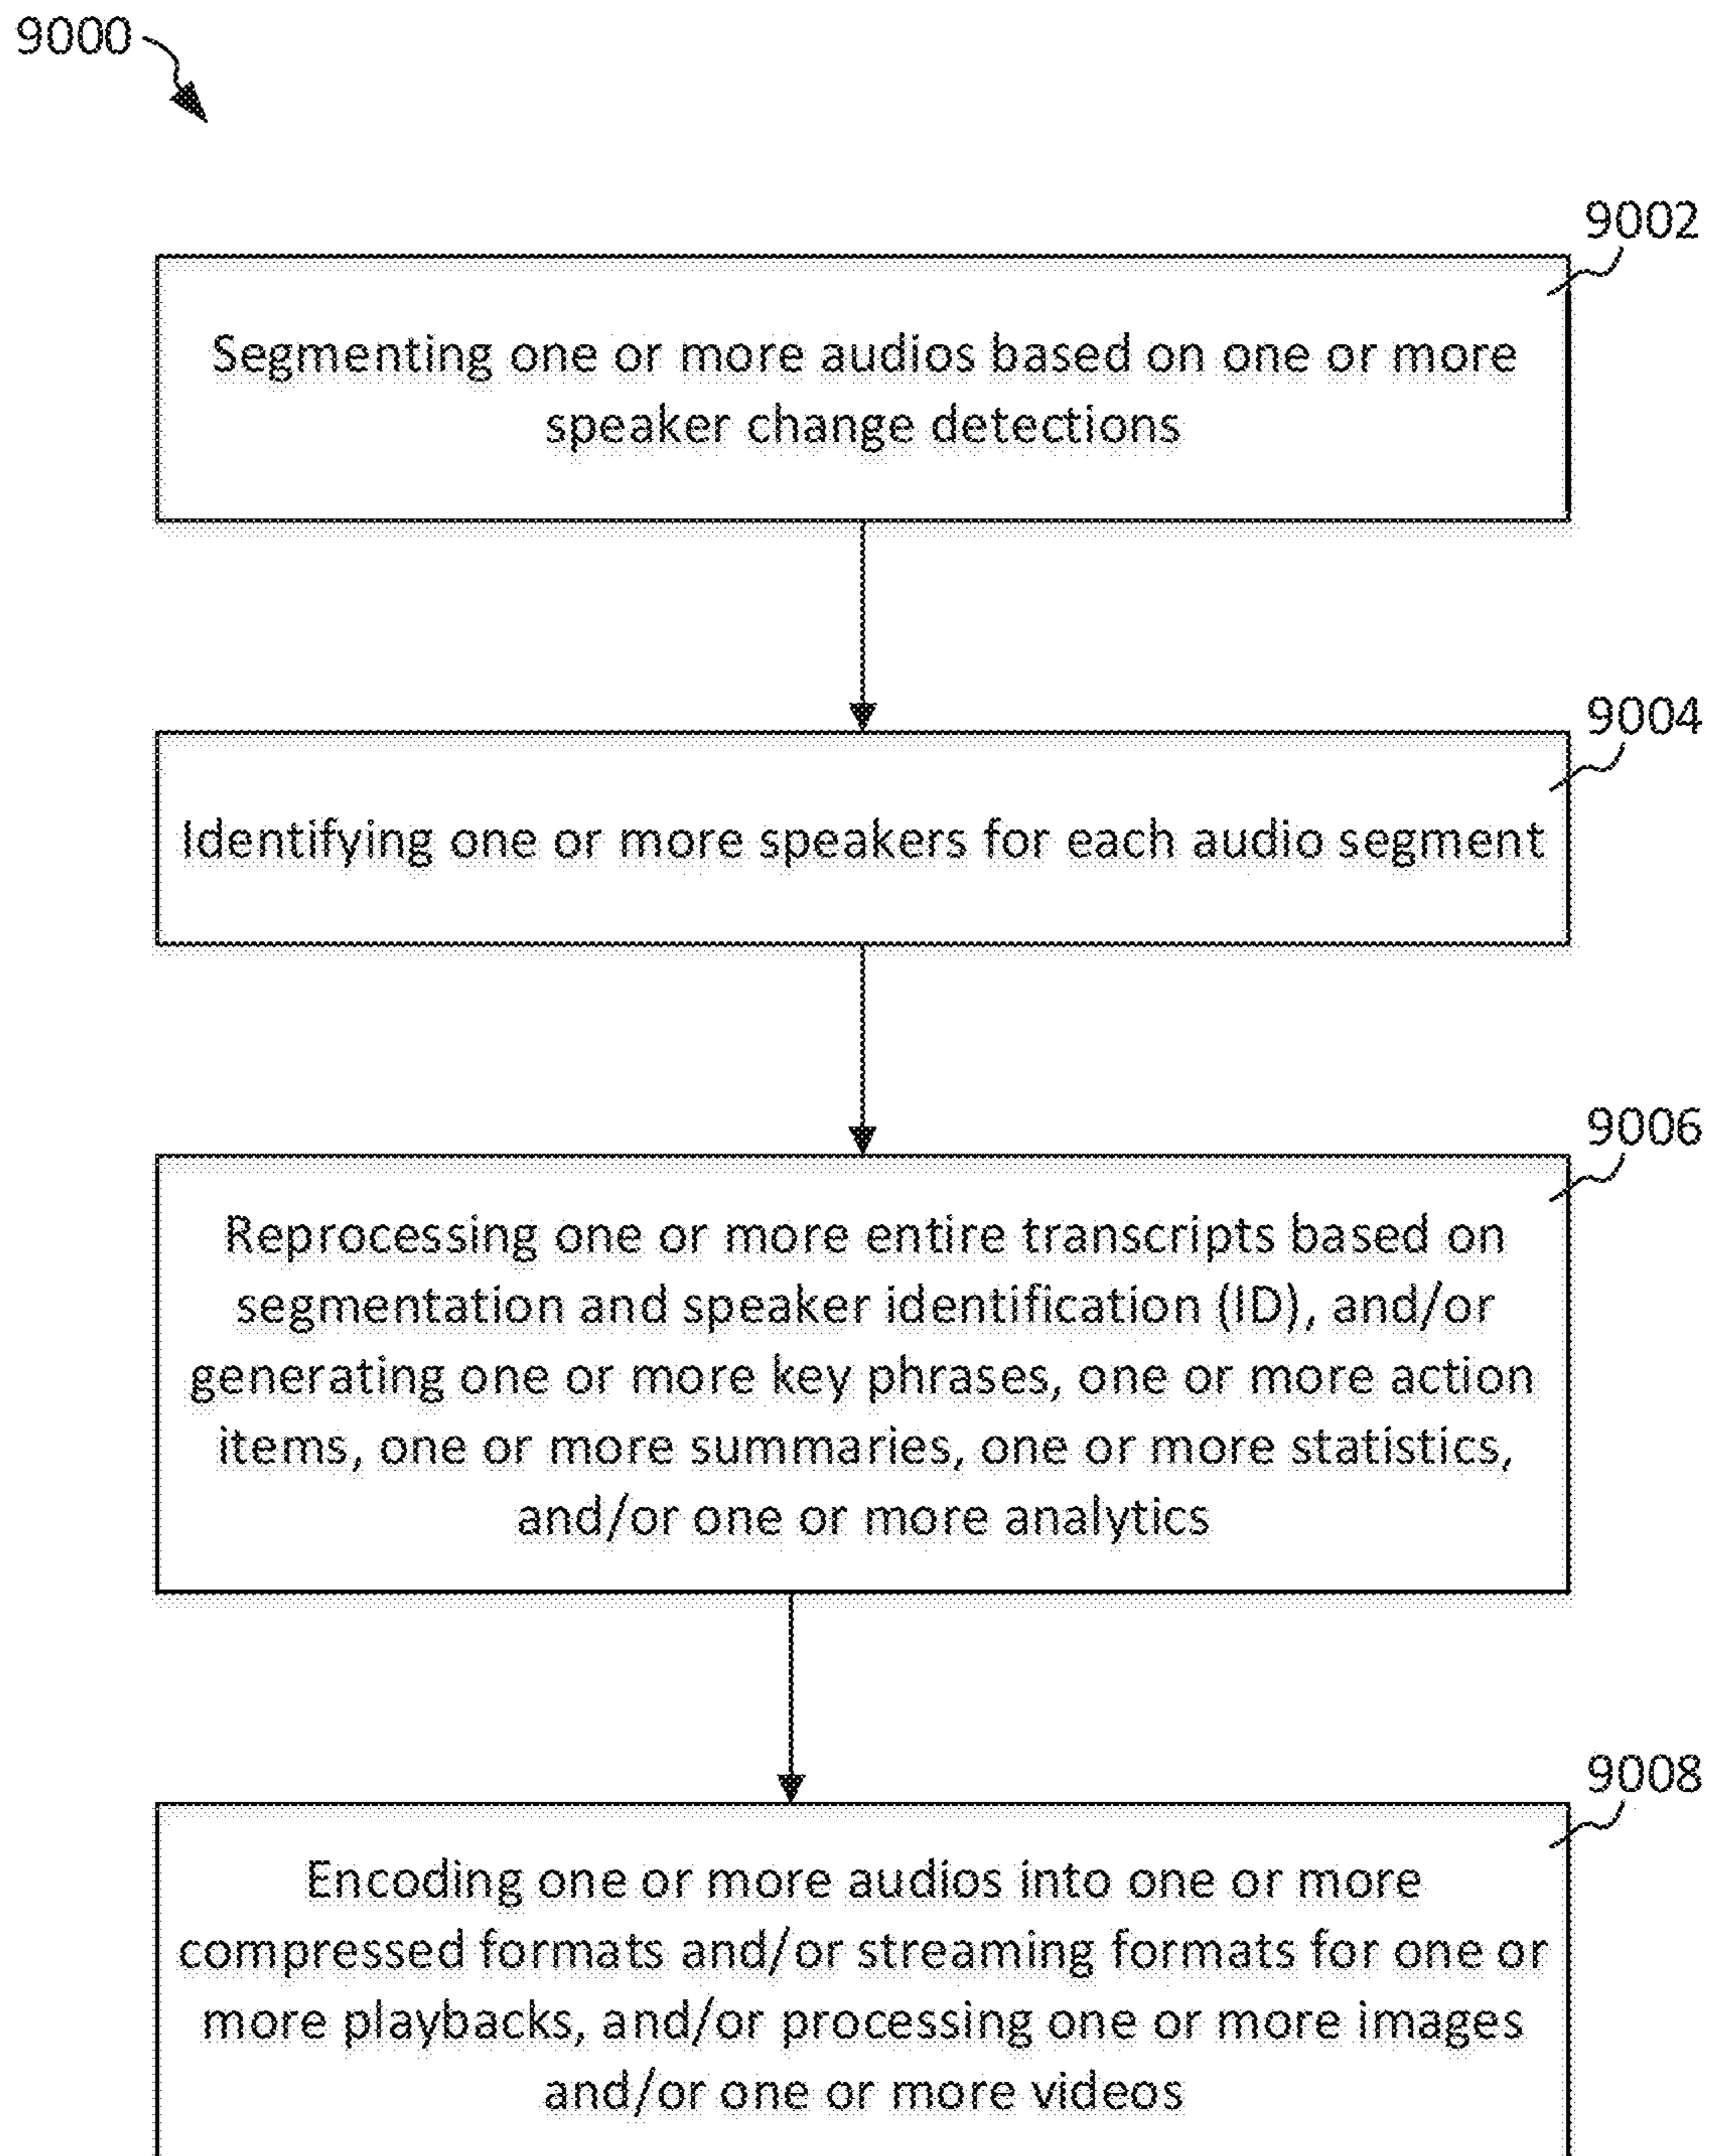 9000
9002
Segmenting one or more audios based on one or more
speaker change detections
9004
Identifying one or more speakers for each audio segment
9006
Reprocessing one or more entire transcripts based on
segmentation and speaker identification (ID), and/or
generating one or more key phrases, one or more action
items, one or more summaries, one or more statistics,
and/or one or more analytics
9008
Encoding one or more audios into one or more
compressed formats and/or streaming formats for one or
more playbacks, and/or processing one or more images
and/or one or more videos